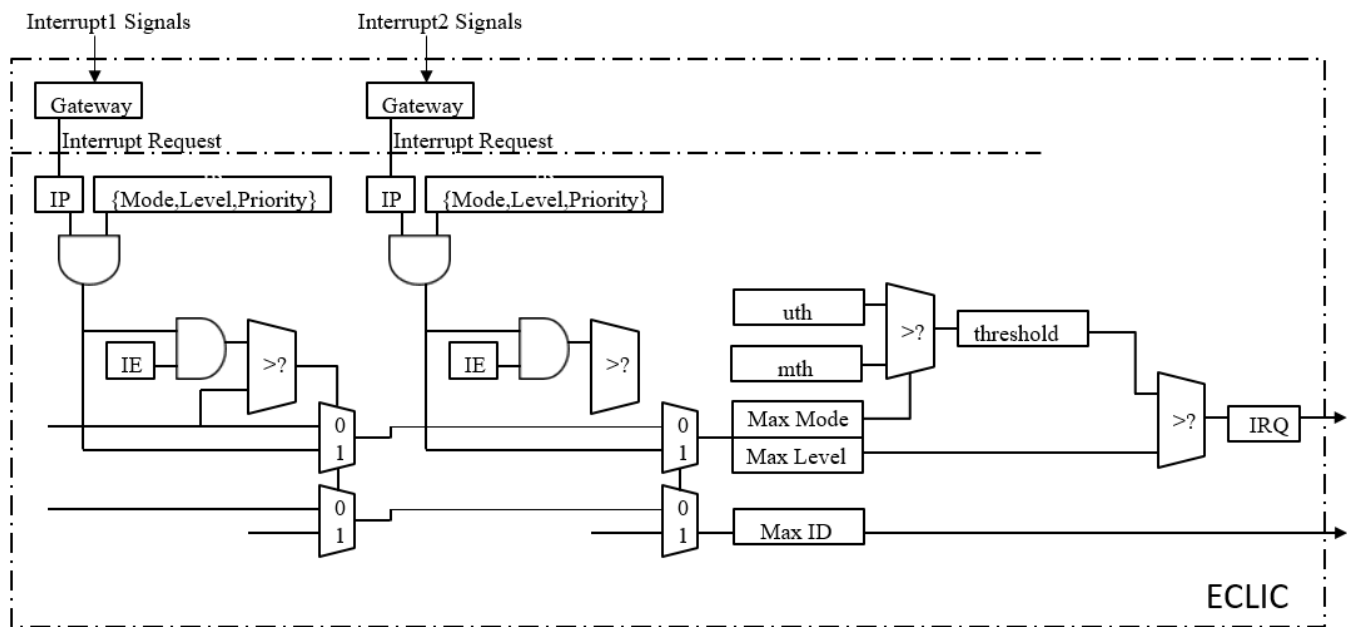 Interrupt1 Signals
Interrupt2 Signals
Gateway
Gateway
Interrupt Request
Interrupt Request
IP
{Mode,Level,Priority}
IP
{Mode,Level,Priority}
uth
>?
threshold
IE
>?
IE
>?
mth
Max Mode
0
0
>?
IRQ
1
1
Max Level
0
0
1
1
Max ID
ECLIC